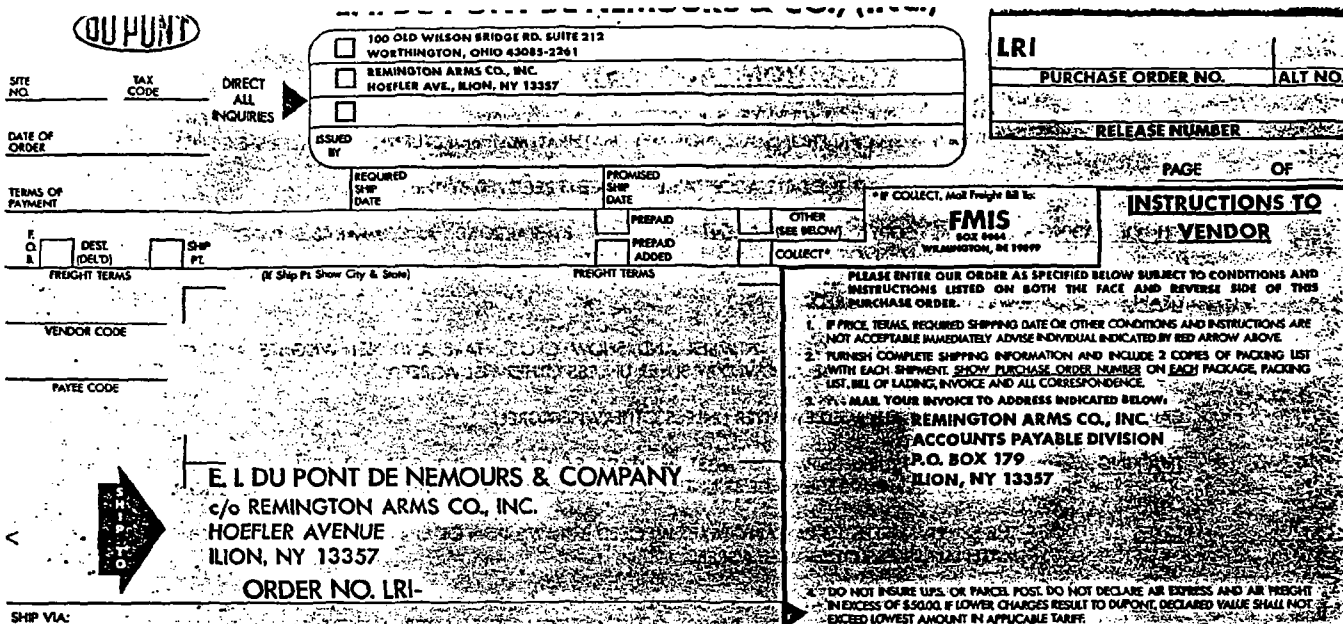 DU PONT
100 OLD WILSON BRIDGE RD. SUITE 212
WORTHINGTON, OHIO 43085-2261
REMINGTON ARMS CO., INC.
HOEFLER AVE., ILION, NY 13357
DIRECT
ALL
INQUIRIES
ISSUED
BY
LRI
PURCHASE ORDER NO.
ALT NO.
RELEASE NUMBER
PAGE OF
SITE
NO.
TAX
CODE
DATE OF
ORDER
TERMS OF
PAYMENT
REQUIRED
SHIP
DATE
PROMISED
SHIP
DATE
F.
O.
B.
DEST.
(DEL'D)
SHIP
PT.
PREPAID
PREPAID
ADDED
OTHER
(SEE BELOW)
COLLECT*
*IF COLLECT, Mail Freight Bill To:
FMIS
WILMINGTON, DE
INSTRUCTIONS TO
VENDOR
FREIGHT TERMS
(If Ship Pt. Show City & State)
FREIGHT TERMS
VENDOR CODE
PAYEE CODE
PLEASE ENTER OUR ORDER AS SPECIFIED BELOW SUBJECT TO CONDITIONS AND
INSTRUCTIONS LISTED ON BOTH THE FACE AND REVERSE SIDE OF THIS
PURCHASE ORDER.
1. IF PRICE, TERMS, REQUIRED SHIPPING DATE OR OTHER CONDITIONS AND INSTRUCTIONS ARE
NOT ACCEPTABLE IMMEDIATELY ADVISE INDIVIDUAL INDICATED BY RED ARROW ABOVE.
2. FURNISH COMPLETE SHIPPING INFORMATION AND INCLUDE 2 COPIES OF PACKING LIST
WITH EACH SHIPMENT. SHOW PURCHASE ORDER NUMBER ON EACH PACKAGE, PACKING
LIST, BILL OF LADING, INVOICE AND ALL CORRESPONDENCE.
3. MAIL YOUR INVOICE TO ADDRESS INDICATED BELOW:
REMINGTON ARMS CO., INC.
ACCOUNTS PAYABLE DIVISION
P.O. BOX 179
ILION, NY 13357
SHIP TO
E. I. DU PONT DE NEMOURS & COMPANY
c/o REMINGTON ARMS CO., INC.
HOEFLER AVENUE
ILION, NY 13357
ORDER NO. LRI-
SHIP VIA:
4. DO NOT INSURE U.P.S. OR PARCEL POST. DO NOT DECLARE AIR EXPRESS AND AIR FREIGHT
IN EXCESS OF $50.00. IF LOWER CHARGES RESULT TO DUPONT, DECLARED VALUE SHALL NOT
EXCEED LOWEST AMOUNT IN APPLICABLE TARIFF.